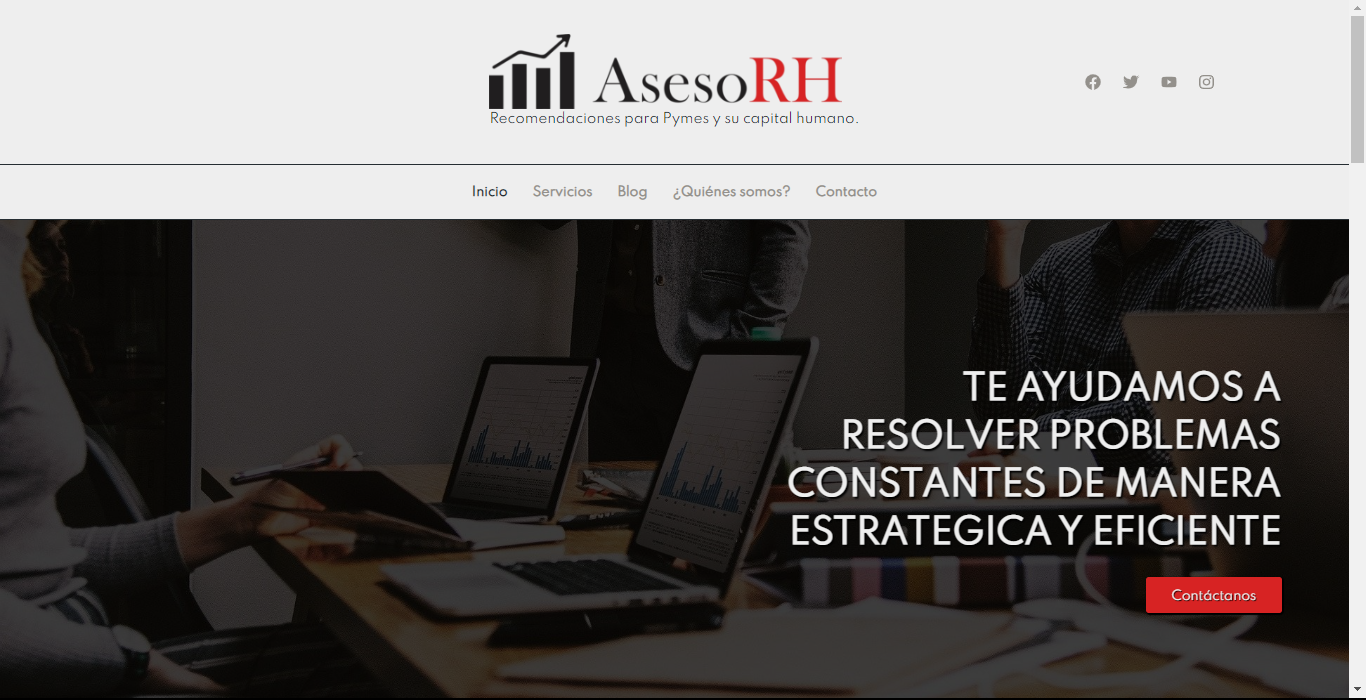 AsesoRH
Recomendaciones para Pymes y su capital humano.
Inicio
Servicios
Blog
¿Quiénes somos?
Contacto
TE AYUDAMOS A
RESOLVER PROBLEMAS
CONSTANTES DE MANERA
ESTRATEGICA Y EFICIENTE
Contáctanos